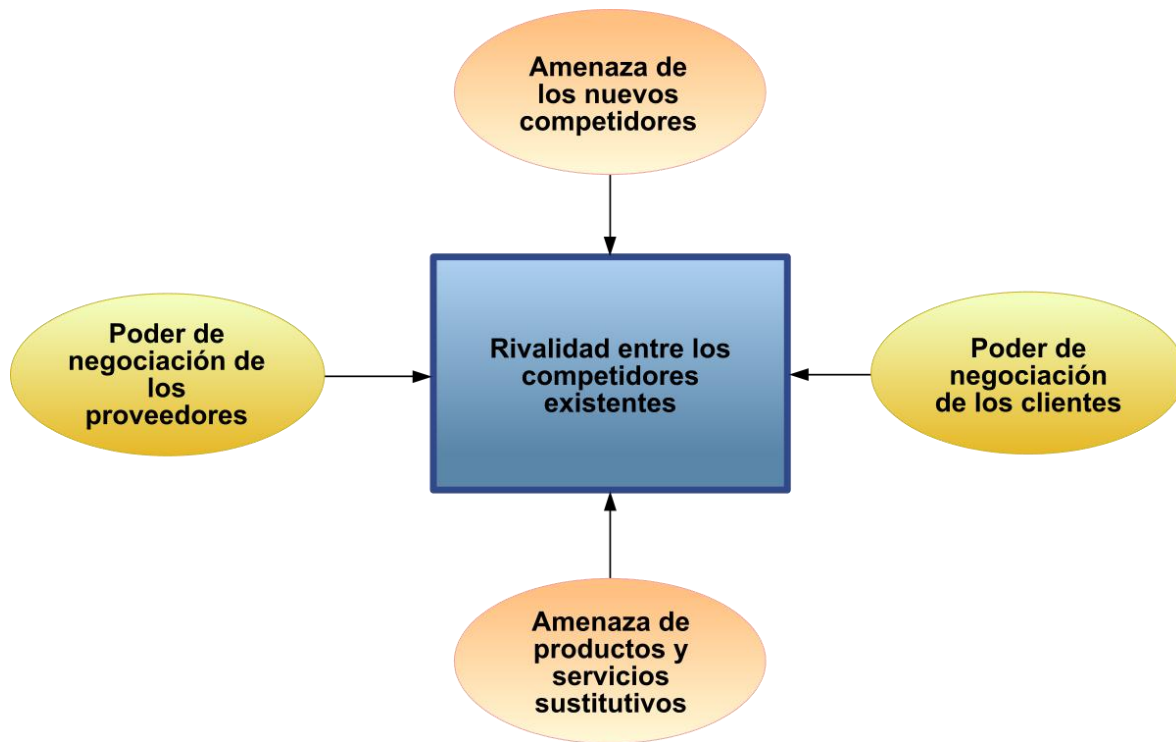 Amenaza de
los nuevos
competidores
Poder de
negociación de
los
proveedores
Rivalidad entre los
competidores
existentes
Poder de
negociación
de los clientes
Amenaza de
productos y
servicios
sustitutivos